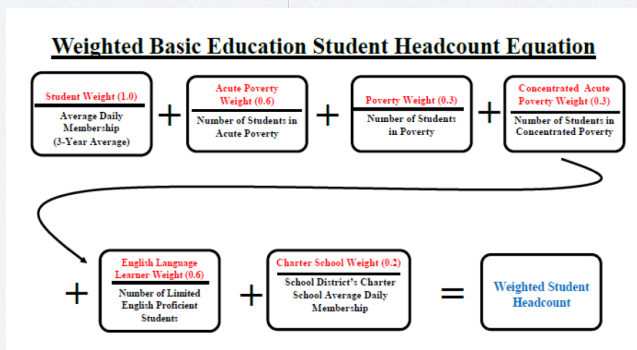 Weighted Basic Education Student Headcount Equation
Student Weight (1.0)
Average Daily
Membership
(3-Year Average)
+
Acute Poverty
Weight (0.6)
Number of Students in
Acute Poverty
+
Poverty Weight (0.3)
Number of Students
in Poverty
+
Concentrated Acute
Poverty Weight (0.3)
Number of Students in
Concentrated Poverty
+
English Language
Learner Weight (0.6)
Number of Limited
English Proficient
Students
+
Charter School Weight (0.2)
School District's Charter
School Average Daily
Membership
=
Weighted Student
Headcount